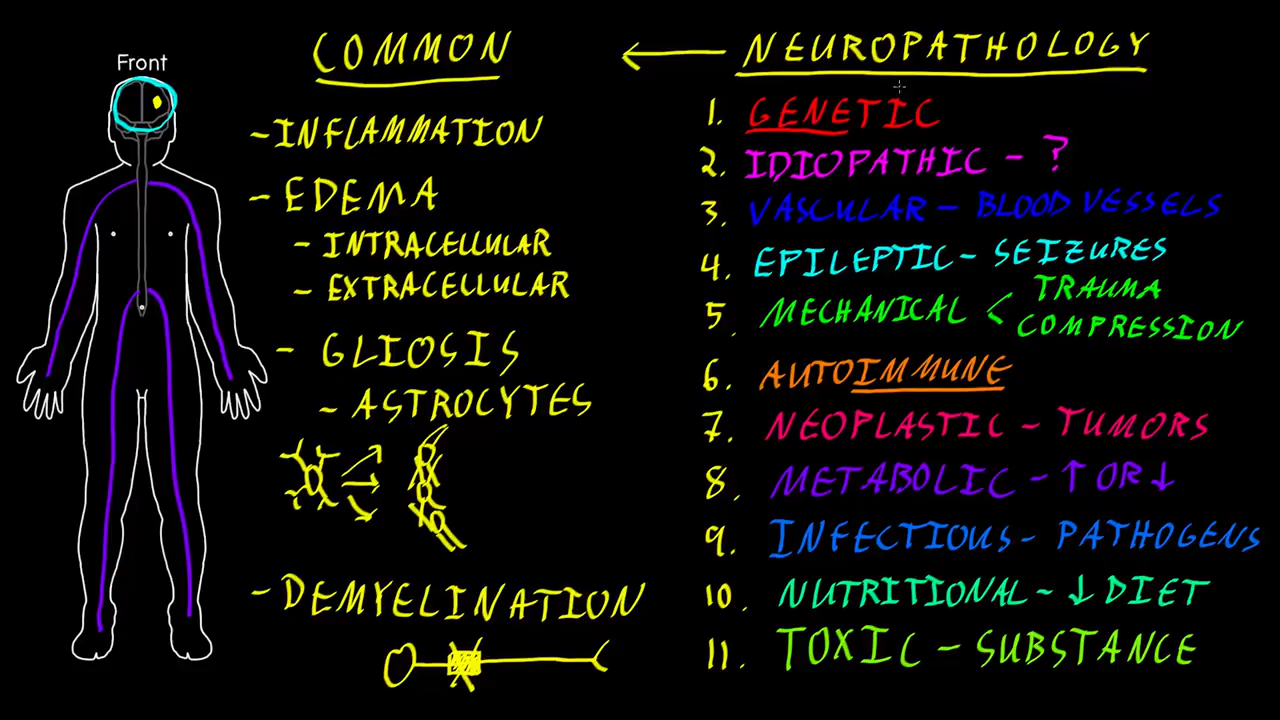 Front
COMMON
- INFLAMMATION
- EDEMA
- INTRACELLULAR
- EXTRACELLULAR
- GLIOSIS
- ASTROCYTES
- DEMYELINATION
NEUROPATHOLOGY
1. GENETIC
2. IDIOPATHIC - ?
3. VASCULAR - BLOOD VESSELS
4. EPILEPTIC - SEIZURES
5. MECHANICAL < TRAUMA
COMPRESSION
6. AUTOIMMUNE
7. NEOPLASTIC - TUMORS
8. METABOLIC - ↑ OR ↓
9. INFECTIOUS - PATHOGENS
10. NUTRITIONAL - ↓ DIET
11. TOXIC - SUBSTANCE